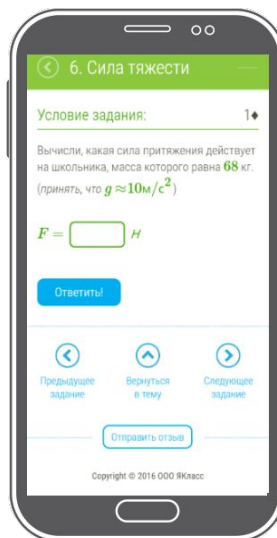 6. Сила тяжести
Условие задания: 1♦
Вычисли, какая сила притяжения действует
на школьника, масса которого равна 68 кг.
(принять, что g ≈10м/с²)
F = Н
Ответить!
Предыдущее задание
Вернуться в тему
Следующее задание
Отправить отзыв
Copyright © 2016 ООО ЯКласс